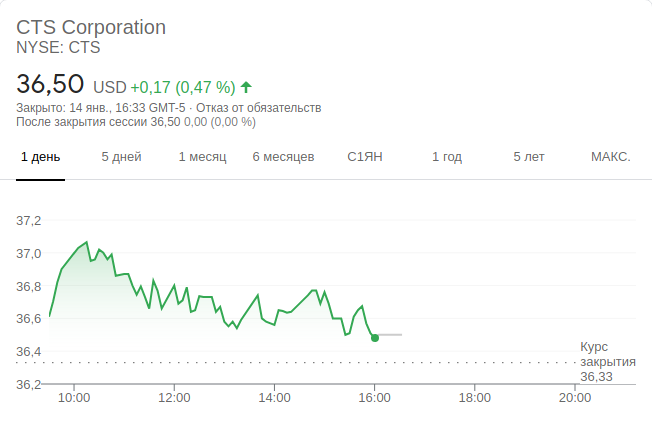 CTS Corporation
NYSE: CTS
36,50 USD +0,17 (0,47 %)
Закрыто: 14 янв., 16:33 GMT-5 · Отказ от обязательств
После закрытия сессии 36,50 0,00 (0,00 %)
1 день 5 дней 1 месяц 6 месяцев С1ЯН 1 год 5 лет МАКС.
37,2
37,0
36,8
36,6
36,4
36,2
Курс
закрытия
36,33
10:00 12:00 14:00 16:00 18:00 20:00